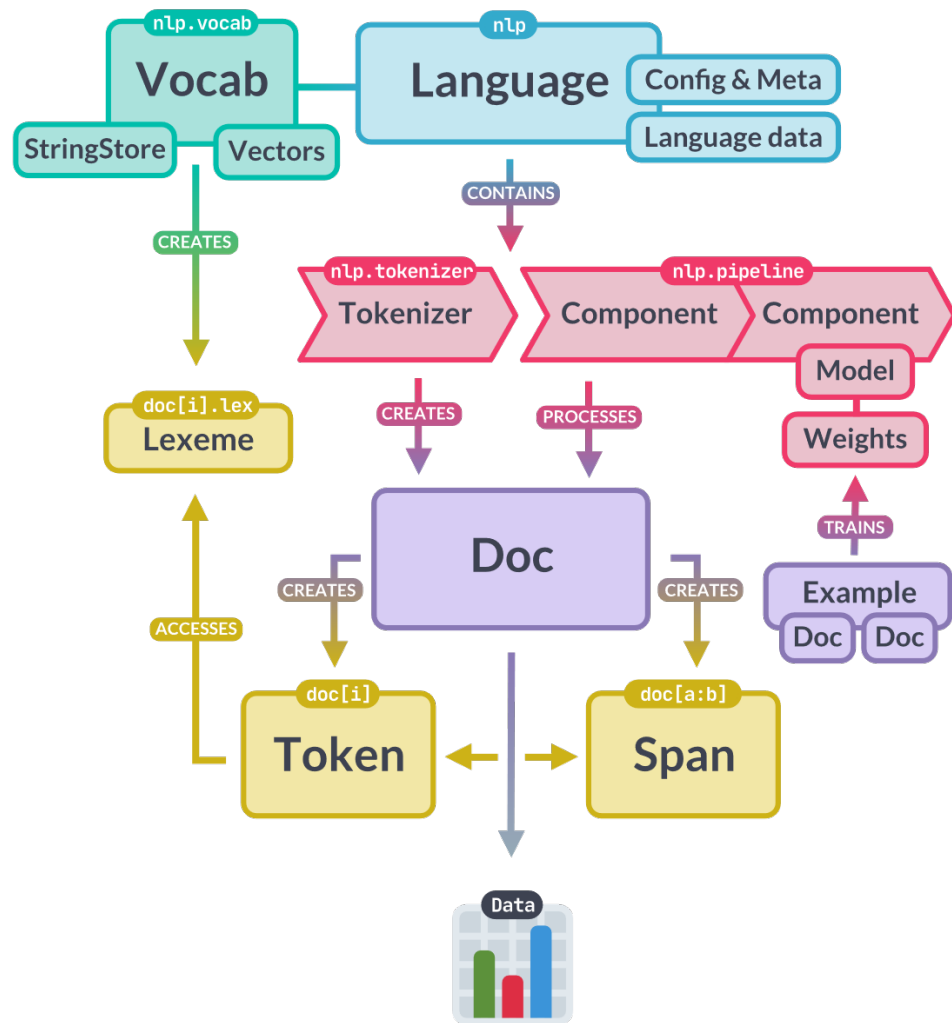 nlp.vocab
Vocab
StringStore
Vectors
nlp
Language
Config & Meta
Language data
CREATES
CONTAINS
nlp.tokenizer
Tokenizer
nlp.pipeline
Component
Component
Model
Weights
CREATES
PROCESSES
doc[i].lex
Lexeme
Doc
TRAINS
Example
Doc
Doc
CREATES
CREATES
ACCESSES
doc[i]
Token
doc[a:b]
Span
Data